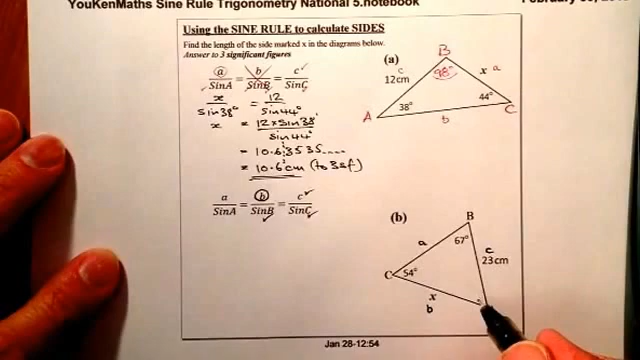 YouKenMaths Sine Rule Trigonometry National 5.notebook
Using the SINE RULE to calculate SIDES
Find the length of the side marked x in the diagrams below.
Answer to 3 significant figures
a/SinA = b/SinB = c/SinC
x/Sin38° = 12/Sin44°
x = 12 × Sin38°/Sin44°
= 10.63535.....
= 10.6cm (to 3sf)
a/SinA = b/SinB = c/SinC
(a)
B
c
12cm
98°
x a
A
38°
44°
C
b
(b)
B
a
67°
c
23cm
C
54°
x
b
Jan 28-12:54